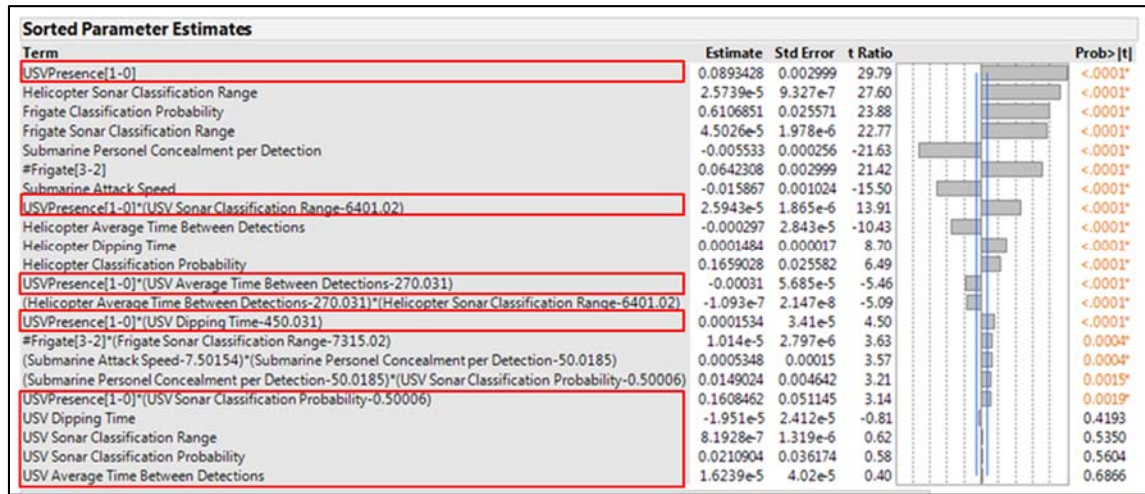 Sorted Parameter Estimates
Term Estimate Std Error t Ratio Prob>|t|
USVPresence[1-0] 0.0893428 0.002999 29.79 <.0001*
Helicopter Sonar Classification Range 2.5739e-5 9.327e-7 27.60 <.0001*
Frigate Classification Probability 0.6106851 0.025571 23.88 <.0001*
Frigate Sonar Classification Range 4.5026e-5 1.978e-6 22.77 <.0001*
Submarine Personel Concealment per Detection -0.005533 0.000256 -21.63 <.0001*
#Frigate[3-2] 0.0642308 0.002999 21.42 <.0001*
Submarine Attack Speed -0.015867 0.001024 -15.50 <.0001*
USVPresence[1-0]*(USV Sonar Classification Range-6401.02) 2.5943e-5 1.865e-6 13.91 <.0001*
Helicopter Average Time Between Detections -0.000297 2.843e-5 -10.43 <.0001*
Helicopter Dipping Time 0.0001484 0.000017 8.70 <.0001*
Helicopter Classification Probability 0.1659028 0.025582 6.49 <.0001*
USVPresence[1-0]*(USV Average Time Between Detections-270.031) -0.00031 5.685e-5 -5.46 <.0001*
(Helicopter Average Time Between Detections-270.031)*(Helicopter Sonar Classification Range-6401.02) -1.093e-7 2.147e-8 -5.09 <.0001*
USVPresence[1-0]*(USV Dipping Time-450.031) 0.0001534 3.41e-5 4.50 <.0001*
#Frigate[3-2]*(Frigate Sonar Classification Range-7315.02) 1.014e-5 2.797e-6 3.63 0.0004*
(Submarine Attack Speed-7.50154)*(Submarine Personel Concealment per Detection-50.0185) 0.0005348 0.00015 3.57 0.0004*
(Submarine Personel Concealment per Detection-50.0185)*(USV Sonar Classification Probability-0.50006) 0.0149024 0.004642 3.21 0.0015*
USVPresence[1-0]*(USV Sonar Classification Probability-0.50006) 0.1608462 0.051145 3.14 0.0019*
USV Dipping Time -1.951e-5 2.412e-5 -0.81 0.4193
USV Sonar Classification Range 8.1928e-7 1.319e-6 0.62 0.5350
USV Sonar Classification Probability 0.0210904 0.036174 0.58 0.5604
USV Average Time Between Detections 1.6239e-5 4.02e-5 0.40 0.6866